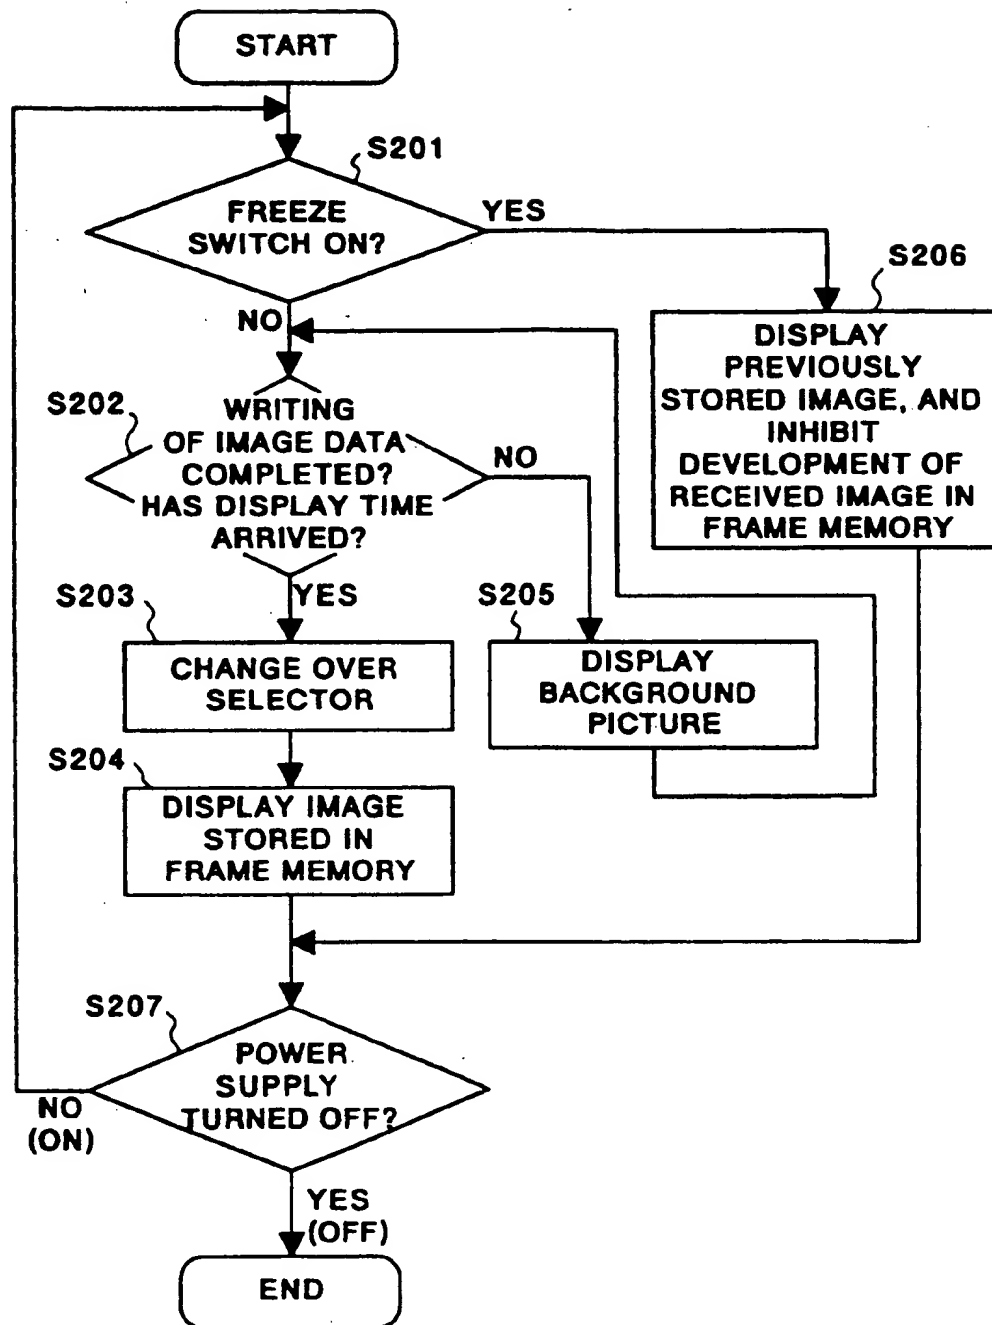 START
S201
FREEZE
SWITCH ON?
YES
NO
S206
DISPLAY
PREVIOUSLY
STORED IMAGE, AND
INHIBIT
DEVELOPMENT OF
RECEIVED IMAGE IN
FRAME MEMORY
S202
WRITING
OF IMAGE DATA
COMPLETED?
HAS DISPLAY TIME
ARRIVED?
NO
YES
S203
CHANGE OVER
SELECTOR
S205
DISPLAY
BACKGROUND
PICTURE
S204
DISPLAY IMAGE
STORED IN
FRAME MEMORY
S207
POWER
SUPPLY
TURNED OFF?
NO
(ON)
YES
(OFF)
END